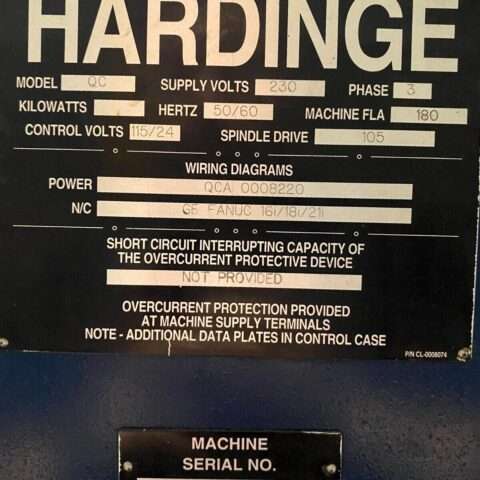 HARDINGE
MODEL QC SUPPLY VOLTS 230 PHASE 3
KILOWATTS HERTZ 50/60 MACHINE FLA 180
CONTROL VOLTS 115/24 SPINDLE DRIVE 105
WIRING DIAGRAMS
POWER QCA 0008220
N/C GE FANUC 16i/18i/21i
SHORT CIRCUIT INTERRUPTING CAPACITY OF
THE OVERCURRENT PROTECTIVE DEVICE
NOT PROVIDED
OVERCURRENT PROTECTION PROVIDED
AT MACHINE SUPPLY TERMINALS
NOTE - ADDITIONAL DATA PLATES IN CONTROL CASE
P/N CL-0008074
MACHINE
SERIAL NO.